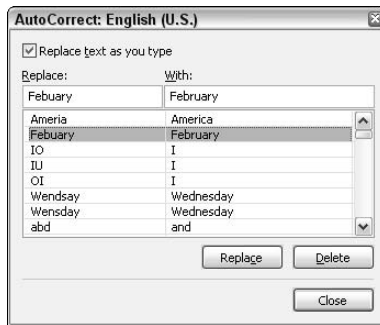 AutoCorrect: English (U.S.)
Replace text as you type
Replace: With:
Febuary February
Ameria America
Febuary February
IO I
IU I
OI I
Wendsay Wednesday
Wensday Wednesday
abd and
Replace Delete
Close